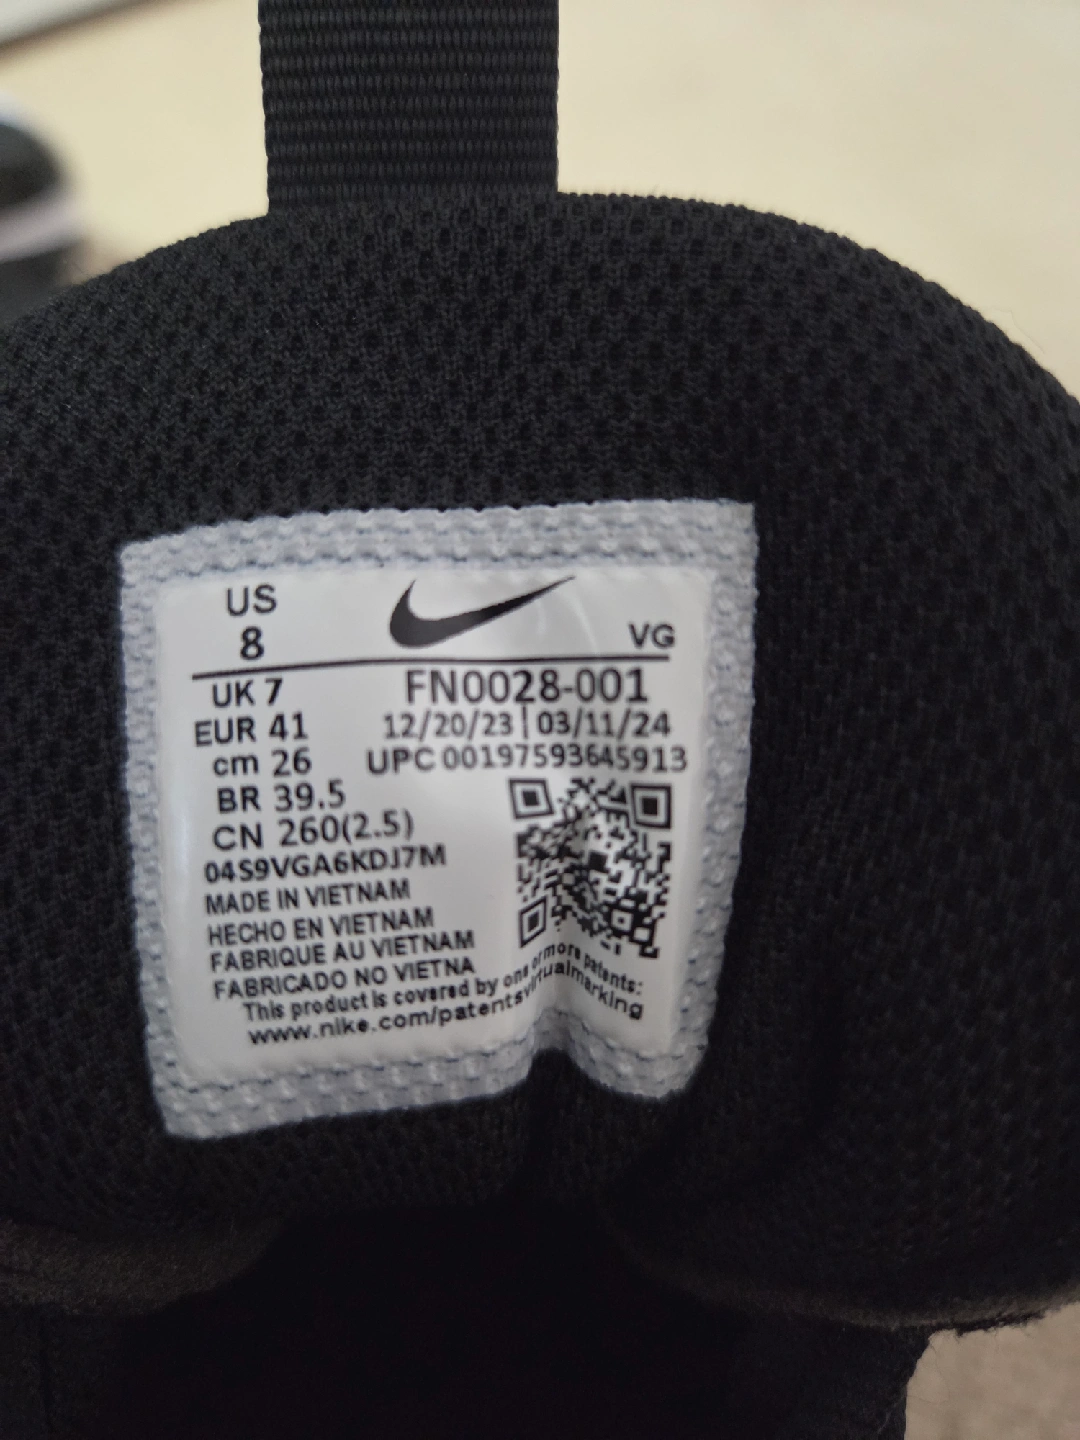 US
8
VG
UK 7
FN0028-001
EUR 41
12/20/23 | 03/11/24
cm 26
UPC 00197593645913
BR 39.5
CN 260(2.5)
04S9VGA6KDJ7M
MADE IN VIETNAM
HECHO EN VIETNAM
FABRIQUE AU VIETNAM
FABRICADO NO VIETNA
This product is covered by one or more patents:
www.nike.com/patentsvirtualmarking